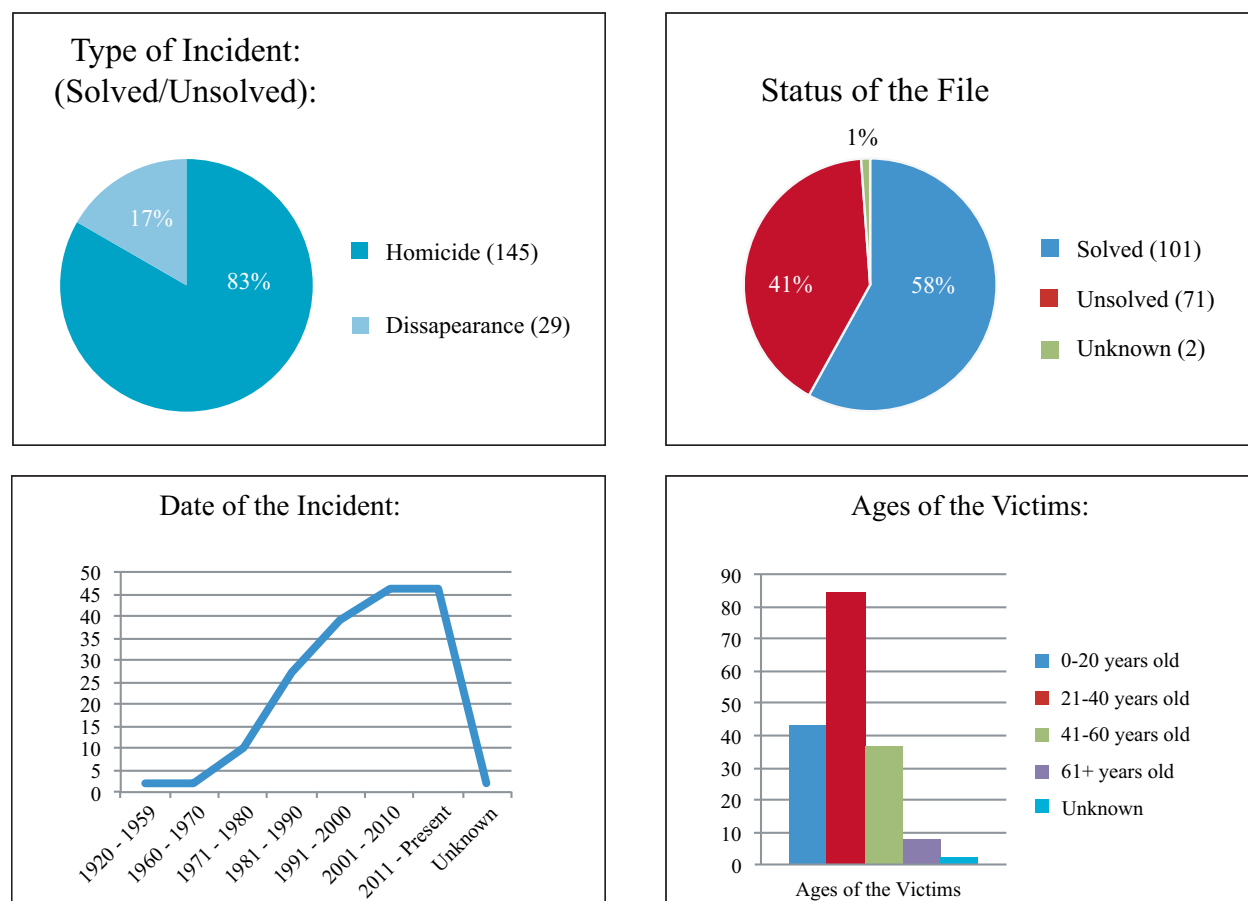 Type of Incident:
(Solved/Unsolved):
17%
83%
Homicide (145)
Dissapearance (29)
Status of the File
1%
41%
58%
Solved (101)
Unsolved (71)
Unknown (2)
Date of the Incident:
50
45
40
35
30
25
20
15
10
5
0
1920 - 1959
1960 - 1970
1971 - 1980
1981 - 1990
1991 - 2000
2001 - 2010
2011 - Present
Unknown
Ages of the Victims:
90
80
70
60
50
40
30
20
10
0
Ages of the Victims
0-20 years old
21-40 years old
41-60 years old
61+ years old
Unknown